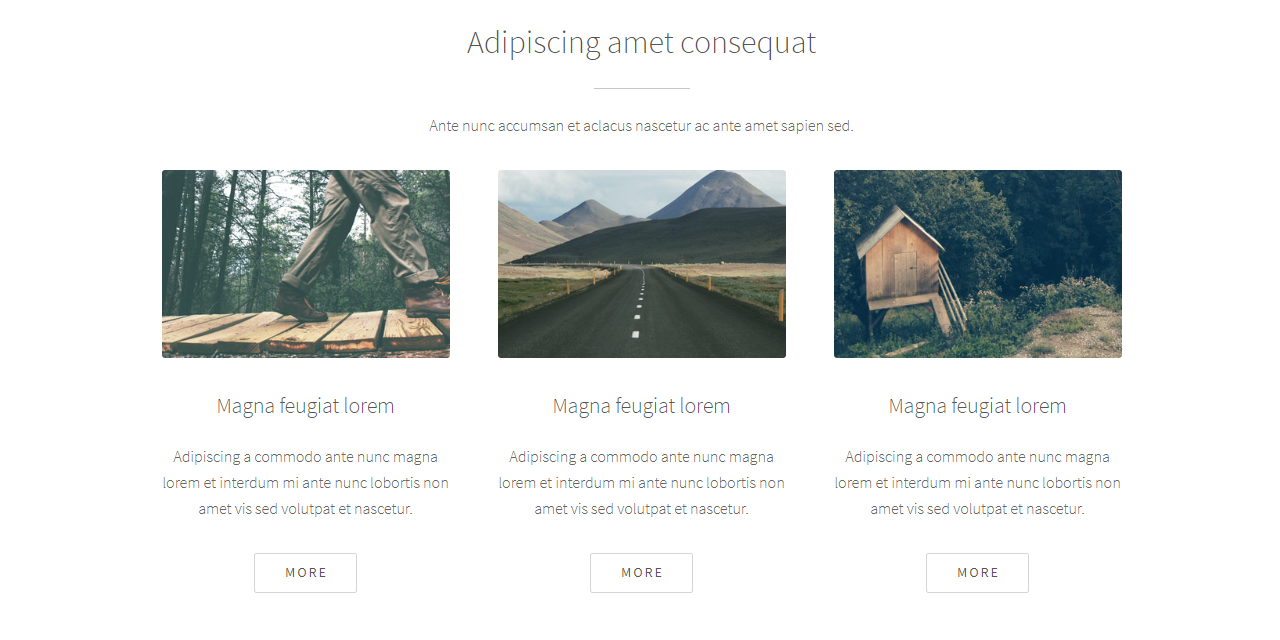 Adipiscing amet consequat
Ante nunc accumsan et aclacus nascetur ac ante amet sapien sed.
Magna feugiat lorem
Adipiscing a commodo ante nunc magna
lorem et interdum mi ante nunc lobortis non
amet vis sed volutpat et nascetur.
MORE
Magna feugiat lorem
Adipiscing a commodo ante nunc magna
lorem et interdum mi ante nunc lobortis non
amet vis sed volutpat et nascetur.
MORE
Magna feugiat lorem
Adipiscing a commodo ante nunc magna
lorem et interdum mi ante nunc lobortis non
amet vis sed volutpat et nascetur.
MORE